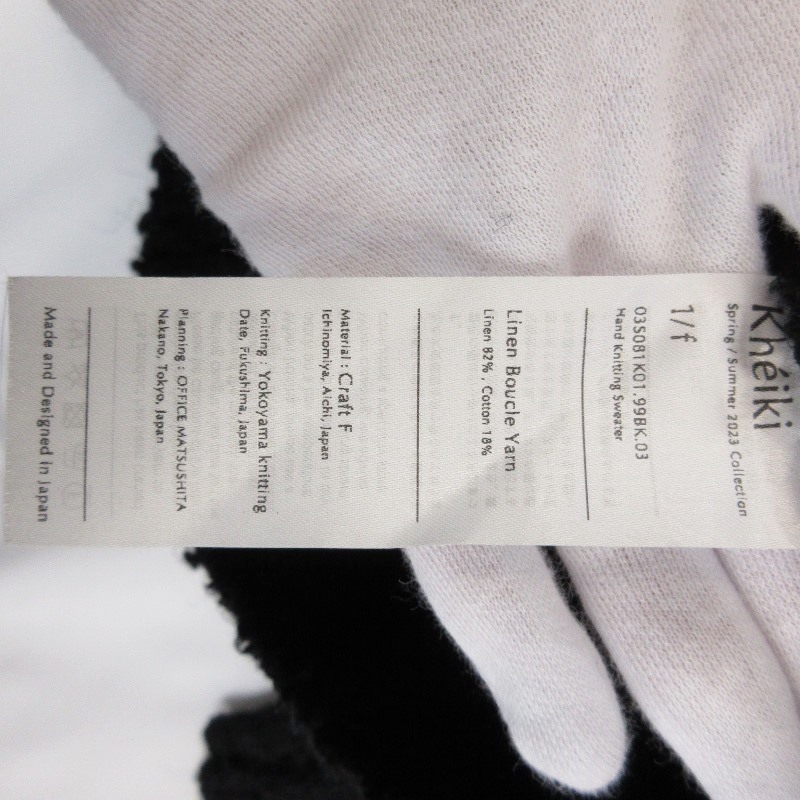 Khéiki
Spring / Summer 2023 Collection
1/f
03S081K01.99BK.03
Hand Knitting Sweater
Linen Boucle Yarn
Linen 82% , Cotton 18%
Material : Craft F
Ichinomiya, Aichi, Japan
Knitting : Yokoyama knitting
Date, Fukushima, Japan
Planning : OFFICE MATSUSHITA
Nakano, Tokyo, Japan
Made and Designed in Japan